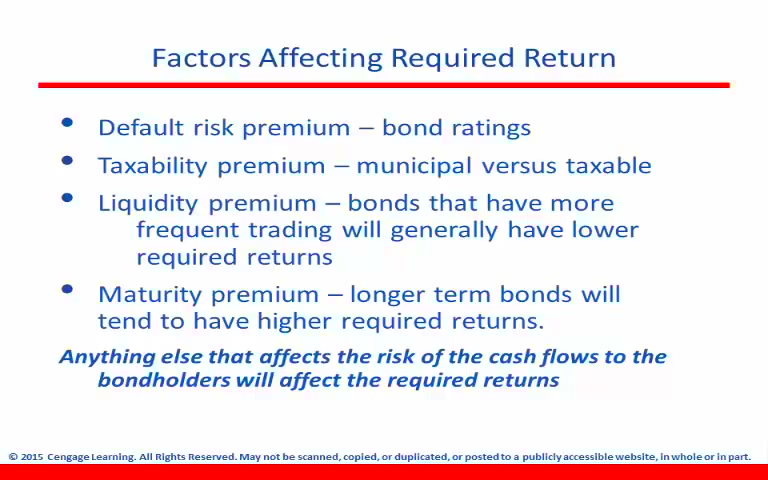 Factors Affecting Required Return
• Default risk premium – bond ratings
• Taxability premium – municipal versus taxable
• Liquidity premium – bonds that have more
frequent trading will generally have lower
required returns
• Maturity premium – longer term bonds will
tend to have higher required returns.
Anything else that affects the risk of the cash flows to the
bondholders will affect the required returns
© 2015 Cengage Learning. All Rights Reserved. May not be scanned, copied, or duplicated, or posted to a publicly accessible website, in whole or in part.